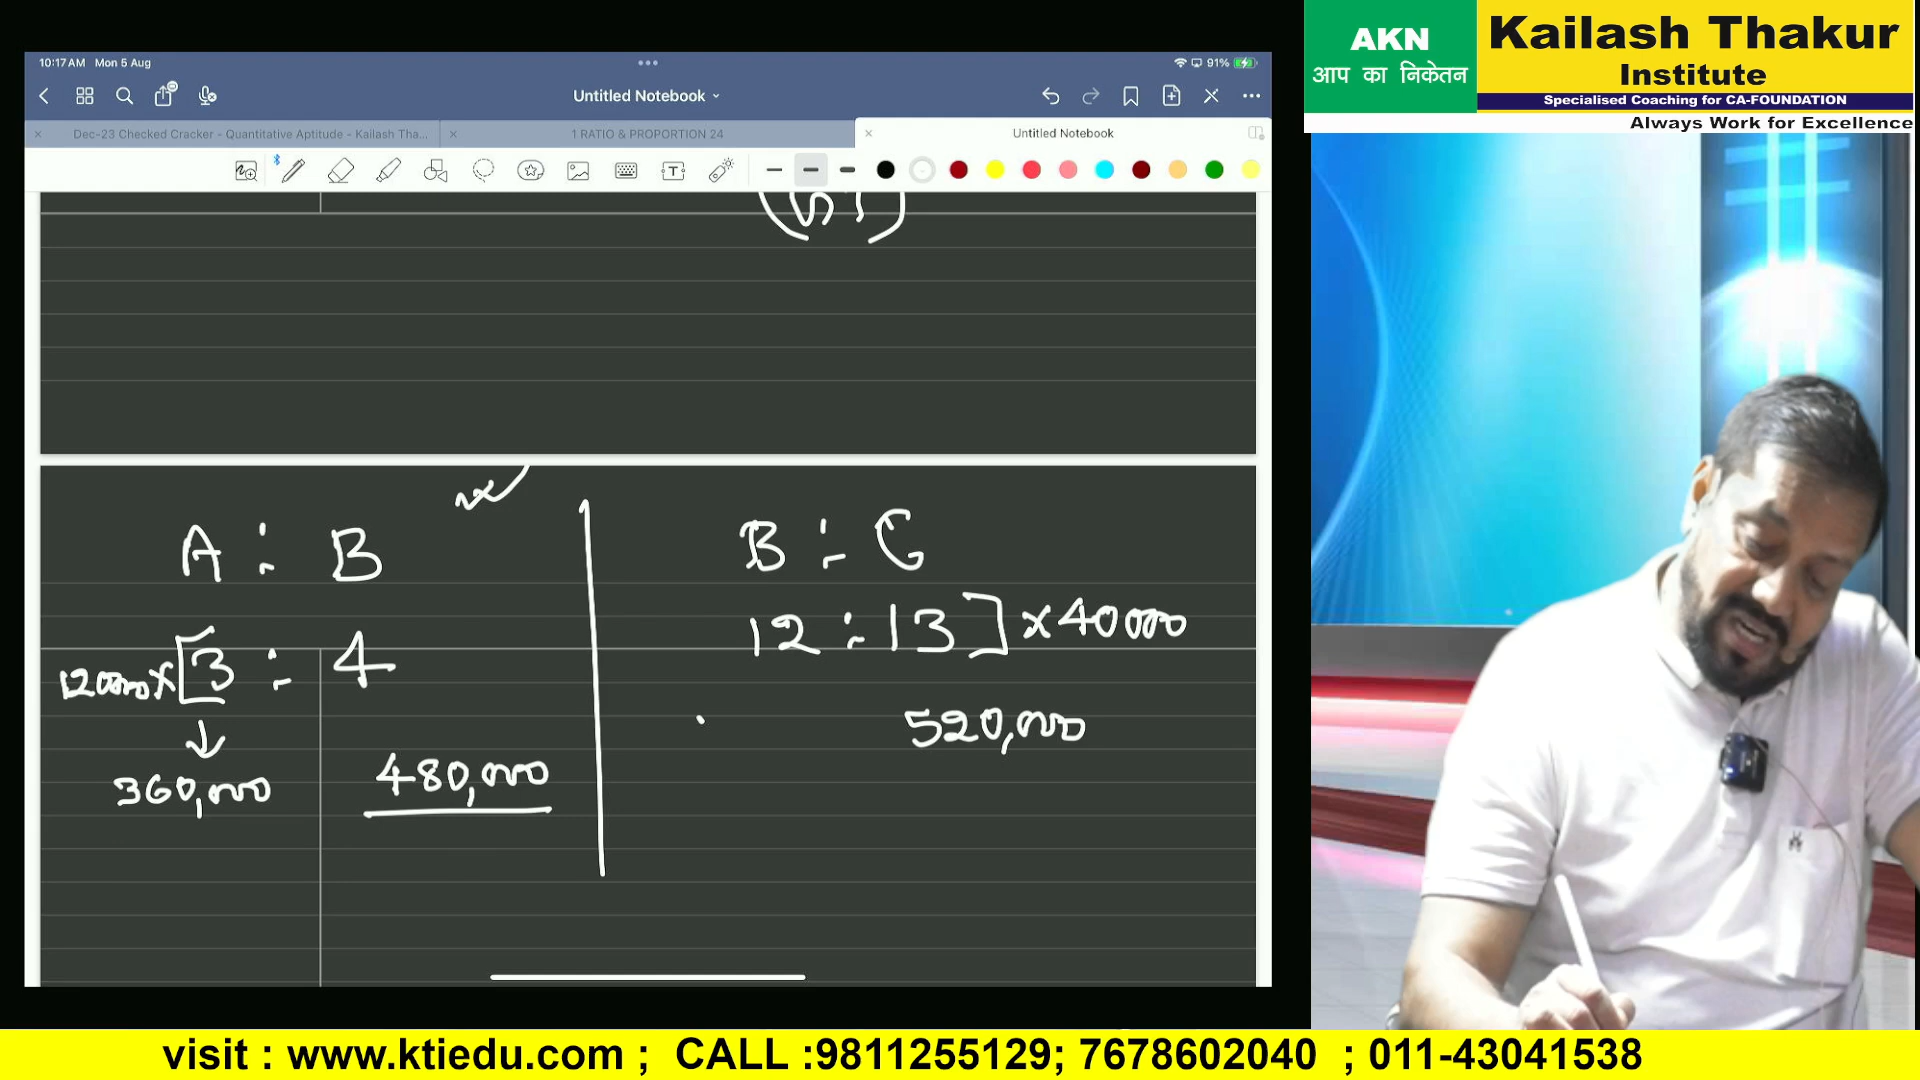 AKN
आप का निकेतन
Kailash Thakur
Institute
Specialised Coaching for CA-FOUNDATION
Always Work for Excellence
10:17 AM Mon 5 Aug
91%
Untitled Notebook
Dec-23 Checked Cracker - Quantitative Aptitude - Kailash Tha...
1 RATIO & PROPORTION 24
Untitled Notebook
A : B
B : C
12 : 13] × 40000
120000 × [3 : 4
520,000
360,000
480,000
visit : www.ktiedu.com ; CALL :9811255129; 7678602040 ; 011-43041538